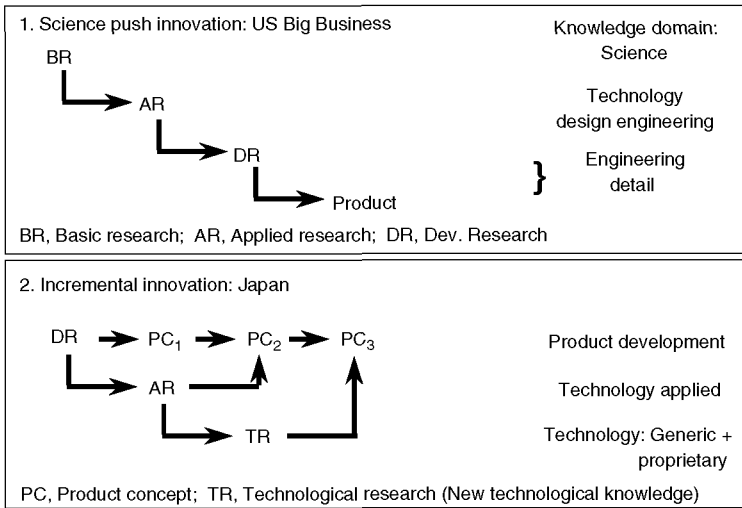 1. Science push innovation: US Big Business
Knowledge domain:
Science
BR
AR
Technology
design engineering
DR
Engineering
detail
}
Product
BR, Basic research; AR, Applied research; DR, Dev. Research
2. Incremental innovation: Japan
DR PC₁ PC₂ PC₃
Product development
AR
Technology applied
TR
Technology: Generic +
proprietary
PC, Product concept; TR, Technological research (New technological knowledge)